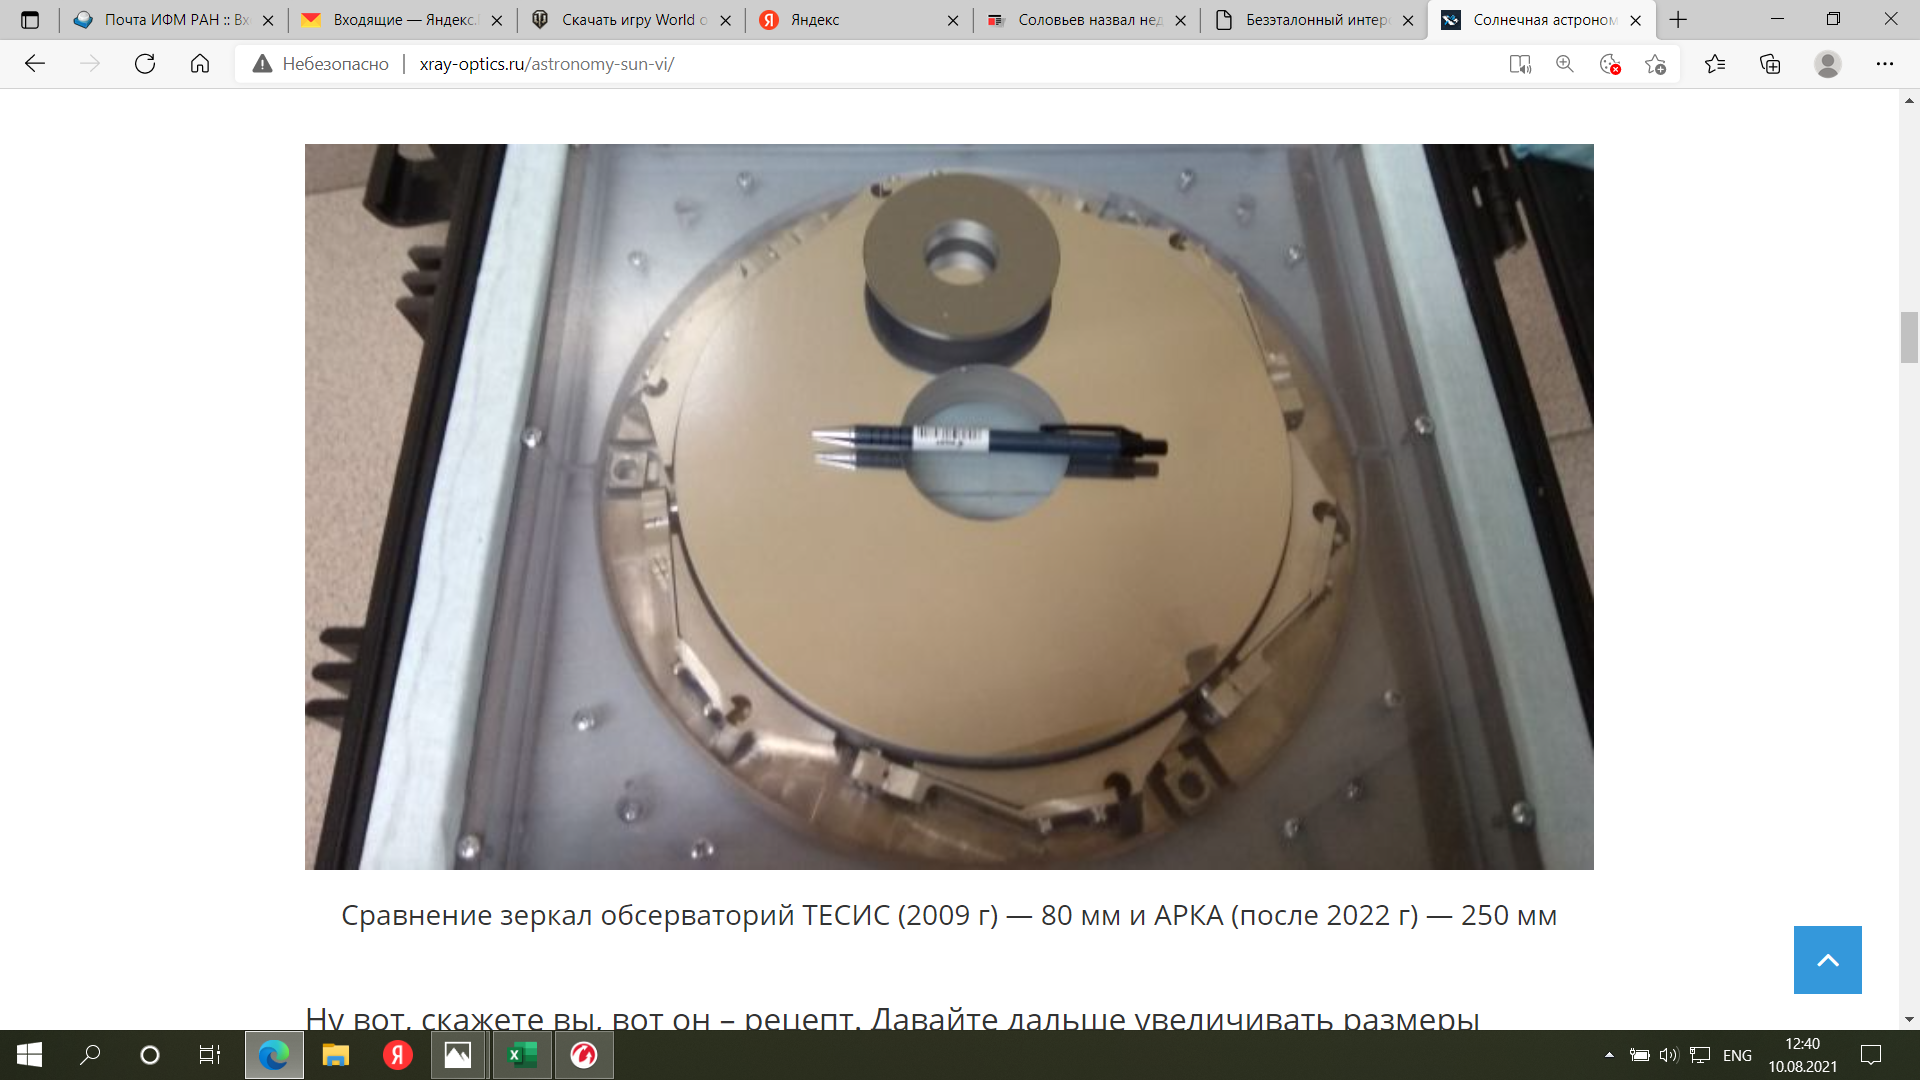 Почта ИФМ РАН :: Вх
Входящие — Яндекс.
Скачать игру World o
Яндекс
Соловьев назвал нед
Безэталонный интер
Солнечная астроном
Небезопасно
xray-optics.ru/astronomy-sun-vi/
Сравнение зеркал обсерваторий ТЕСИС (2009 г) — 80 мм и АРКА (после 2022 г) — 250 мм
Ну вот, скажете вы, вот он – рецепт. Давайте дальше увеличивать размеры
ENG
12:40
10.08.2021